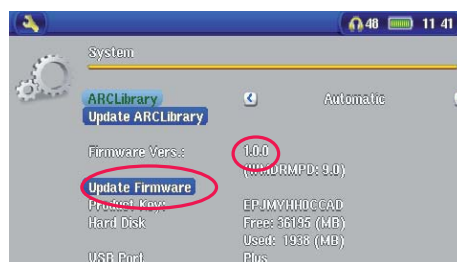 48 11 41
System
ARCLibrary Automatic
Update ARCLibrary
Firmware Vers.: 1.0.0
(WMDRMPD: 9.0)
Update Firmware
Product Key: EPJMVHH0CCAD
Hard Disk Free: 36195 (MB)
Used: 1938 (MB)
USB Port Plus